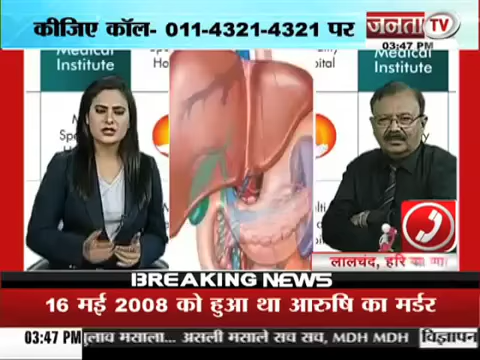 कीजिए कॉल- 011-4321-4321 पर
जनता TV
03:47 PM
Medical
Institute
Medical
Institute
लालचंद, हरि
BREAKING NEWS
16 मई 2008 को हुआ था आरुषि का मर्डर
03:47 PM
मसाला... असली मसाले सच सच, MDH MDH
विज्ञापन